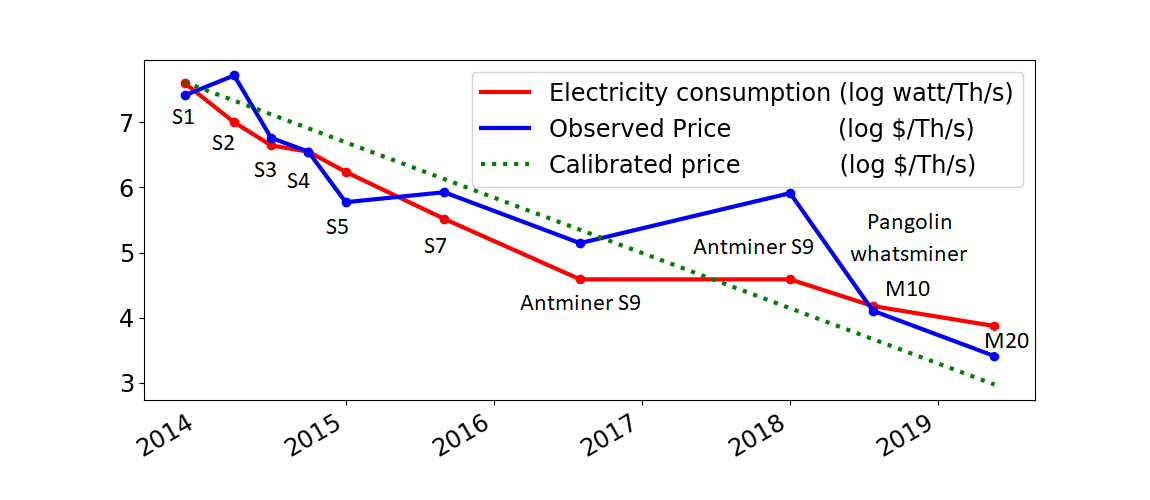 Electricity consumption (log watt/Th/s)
Observed Price (log $/Th/s)
Calibrated price (log $/Th/s)
7
6
5
4
3
S1
S2
S3
S4
S5
S7
Antminer S9
Antminer S9
Pangolin
whatsminer
M10
M20
2014
2015
2016
2017
2018
2019